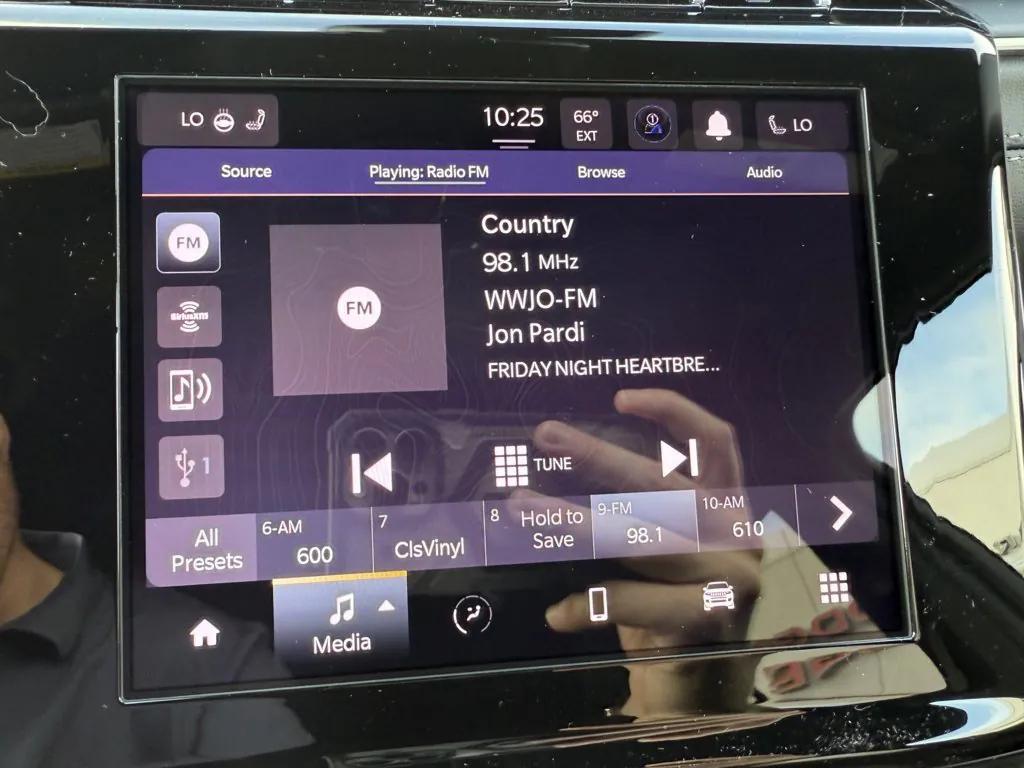 LO
10:25
66°
EXT
1
LO
Source
Playing: Radio FM
Browse
Audio
FM
FM
Country
98.1 MHz
WWJO-FM
Jon Pardi
FRIDAY NIGHT HEARTBRE...
SiriusXM
1
TUNE
All
Presets
6-AM
600
7
ClsVinyl
8
Hold to
Save
9-FM
98.1
10-AM
610
Media